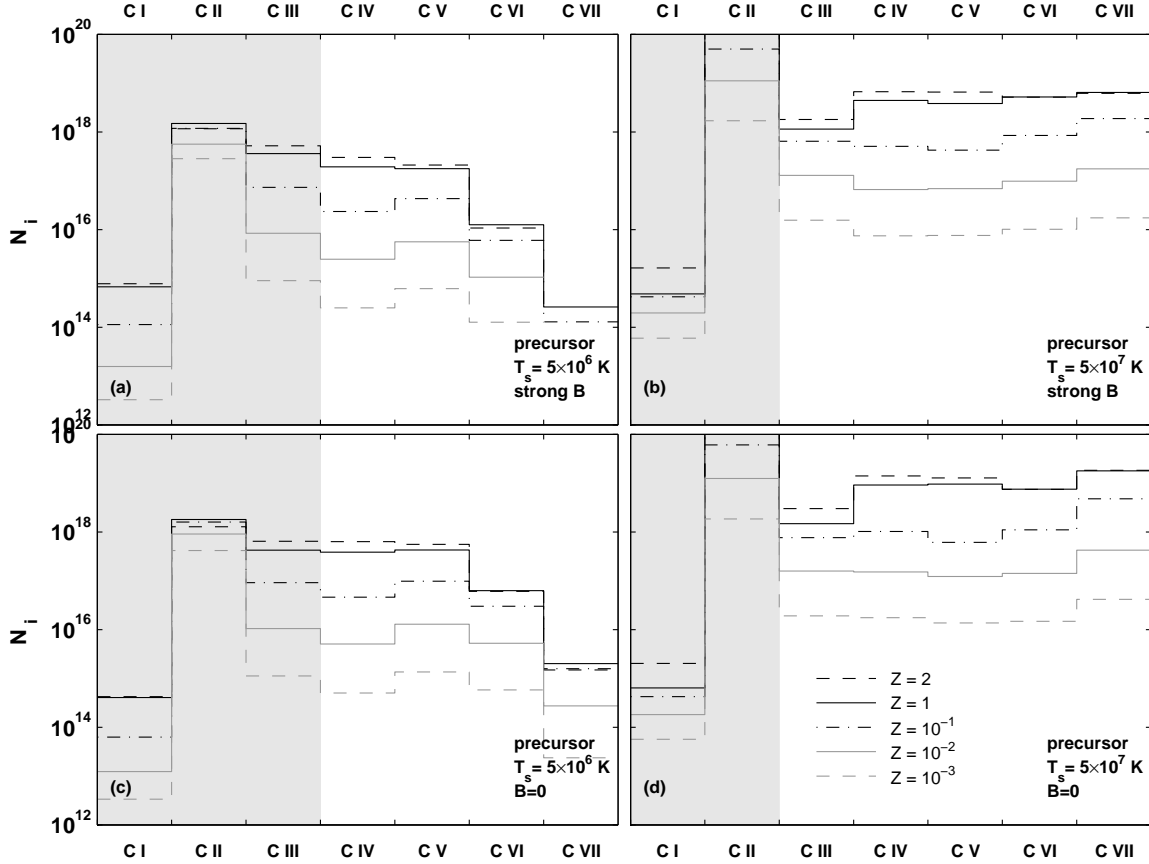 C I C II C III C IV C V C VI C VII C I C II C III C IV C V C VI C VII
10^20
10^18
10^16
10^14
10^12
N_i
(a)
precursor
T_s = 5×10^6 K
strong B
(b)
precursor
T_s = 5×10^7 K
strong B
10^20
10^18
10^16
10^14
10^12
N_i
(c)
precursor
T_s = 5×10^6 K
B=0
Z = 2
Z = 1
Z = 10^−1
Z = 10^−2
Z = 10^−3
(d)
precursor
T_s = 5×10^7 K
B=0
C I C II C III C IV C V C VI C VII C I C II C III C IV C V C VI C VII